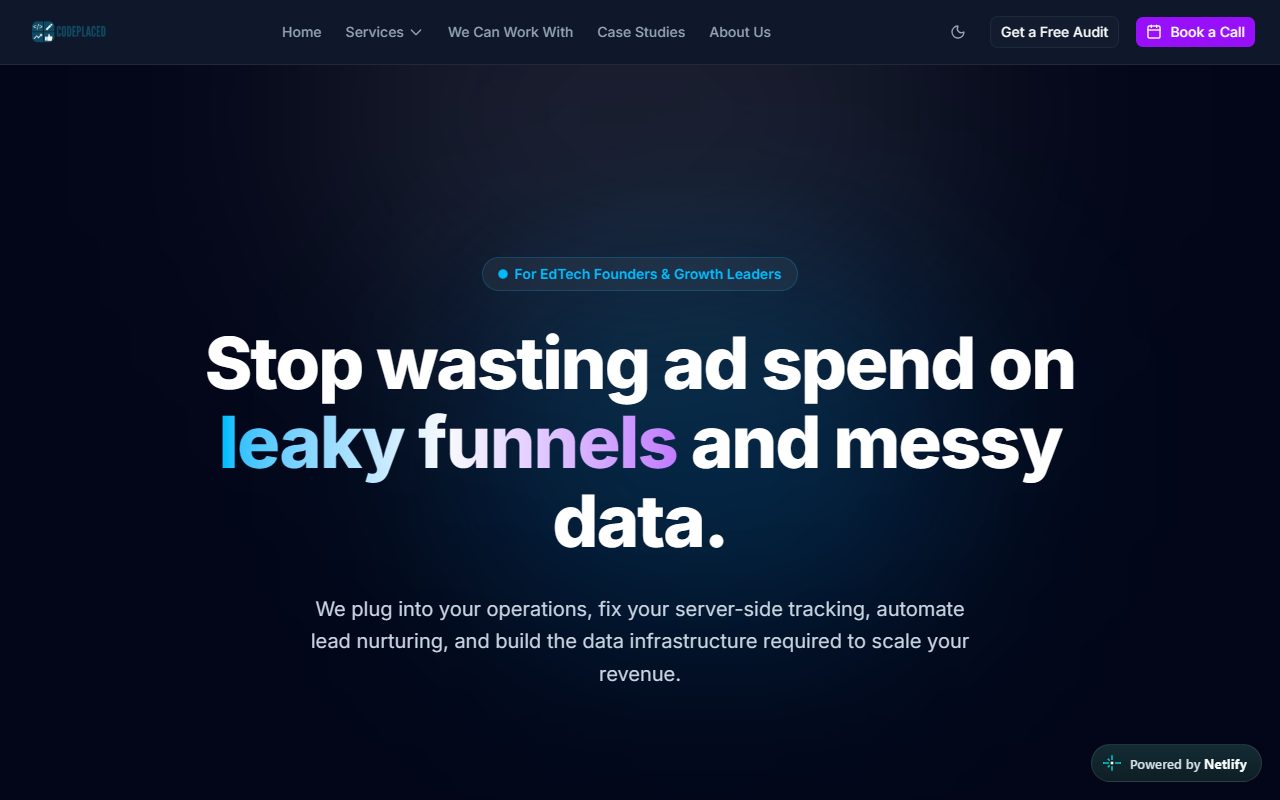 CODEPLACED
Home
Services
We Can Work With
Case Studies
About Us
Get a Free Audit
Book a Call
For EdTech Founders & Growth Leaders
Stop wasting ad spend on
leaky funnels and messy
data.
We plug into your operations, fix your server-side tracking, automate
lead nurturing, and build the data infrastructure required to scale your
revenue.
Powered by Netlify